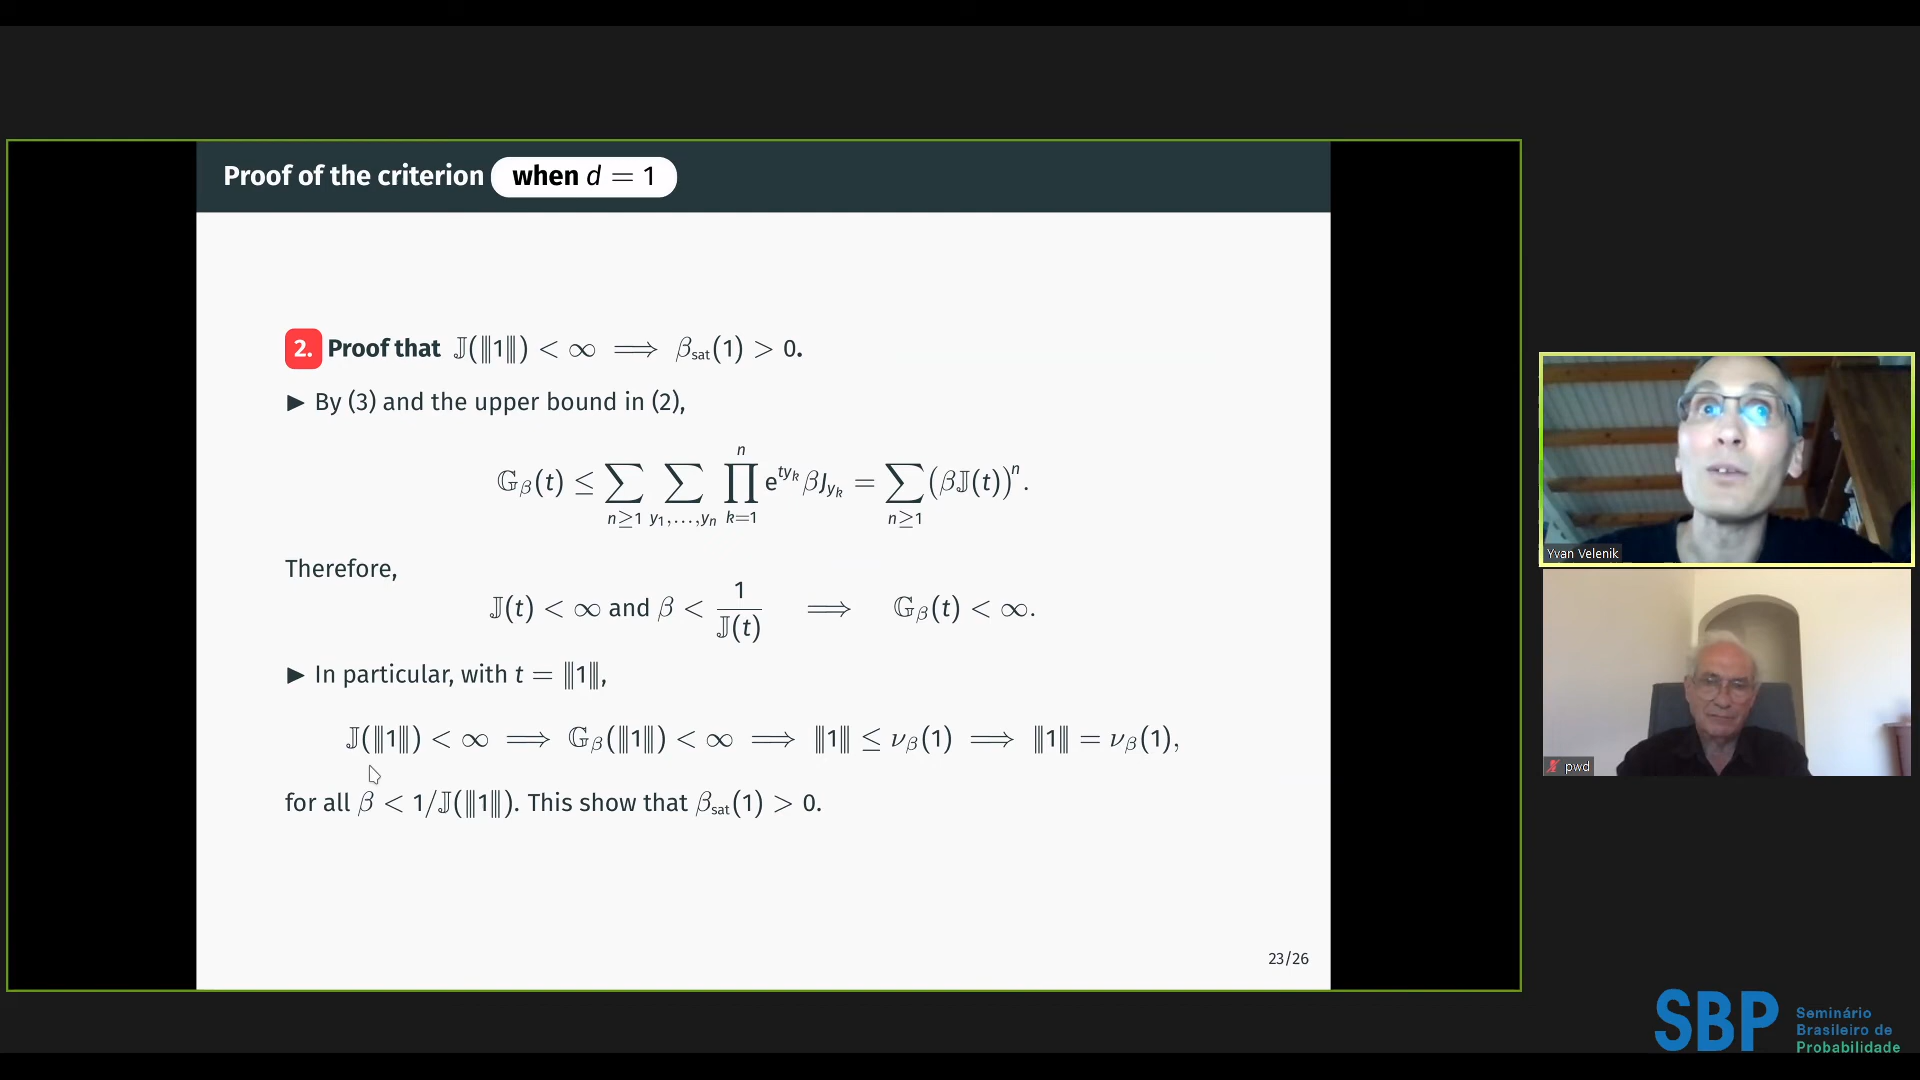 Proof of the criterion when d = 1
2. Proof that 𝕁(⦀1⦀) < ∞ ⟹ β_sat(1) > 0.
▶ By (3) and the upper bound in (2),
𝔾_β(t) ≤ ∑_{n≥1} ∑_{y_1,…,y_n} ∏_{k=1}^{n} e^{ty_k} βJ_{y_k} = ∑_{n≥1} (β𝕁(t))^n.
Therefore,
𝕁(t) < ∞ and β < 1/𝕁(t) ⟹ 𝔾_β(t) < ∞.
▶ In particular, with t = ⦀1⦀,
𝕁(⦀1⦀) < ∞ ⟹ 𝔾_β(⦀1⦀) < ∞ ⟹ ⦀1⦀ ≤ ν_β(1) ⟹ ⦀1⦀ = ν_β(1),
for all β < 1/𝕁(⦀1⦀). This show that β_sat(1) > 0.
23/26
Yvan Velenik
pwd
SBP
Seminário
Brasileiro de
Probabilidade